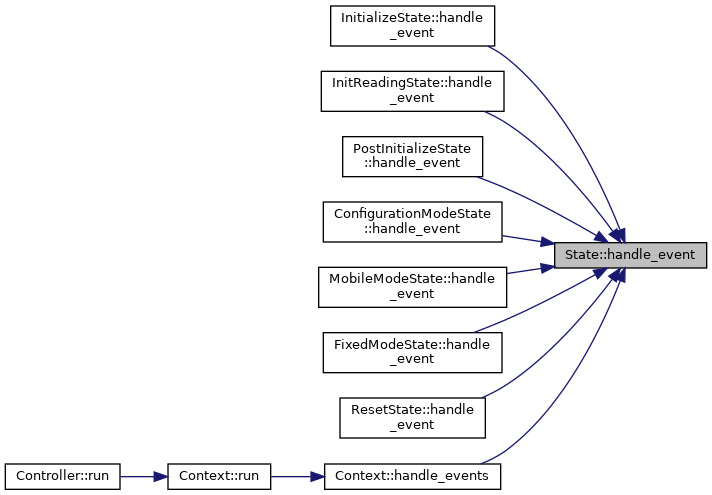 InitializeState::handle
_event
InitReadingState::handle
_event
PostInitializeState
::handle_event
ConfigurationModeState
::handle_event
State::handle_event
MobileModeState::handle
_event
FixedModeState::handle
_event
ResetState::handle
_event
Controller::run
Context::run
Context::handle_events